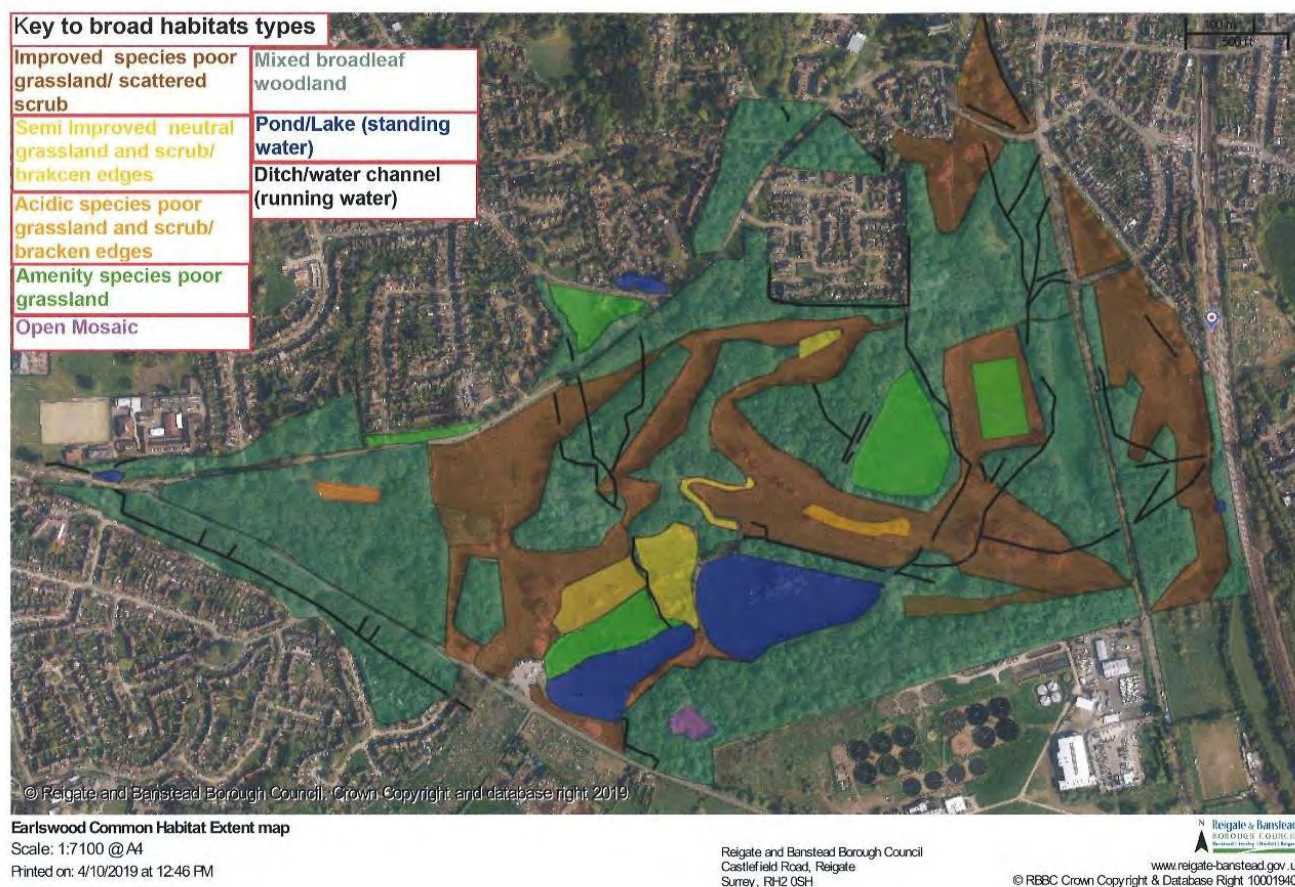 Key to broad habitats types
Improved species poor
grassland/ scattered
scrub
Semi Improved neutral
grassland and scrub/
brakcen edges
Acidic species poor
grassland and scrub/
bracken edges
Amenity species poor
grassland
Open Mosaic
Mixed broadleaf
woodland
Pond/Lake (standing
water)
Ditch/water channel
(running water)
100 m
500 ft
© Reigate and Banstead Borough Council. Crown Copyright and database right 2019
Earlswood Common Habitat Extent map
Scale: 1:7100 @ A4
Printed on: 4/10/2019 at 12:46 PM
Reigate and Banstead Borough Council
Castlefield Road, Reigate
Surrey, RH2 0SH
N
Reigate & Banstead
BOROUGH COUNCIL
www.reigate-banstead.gov.u
© RBBC Crown Copyright & Database Right 10001940